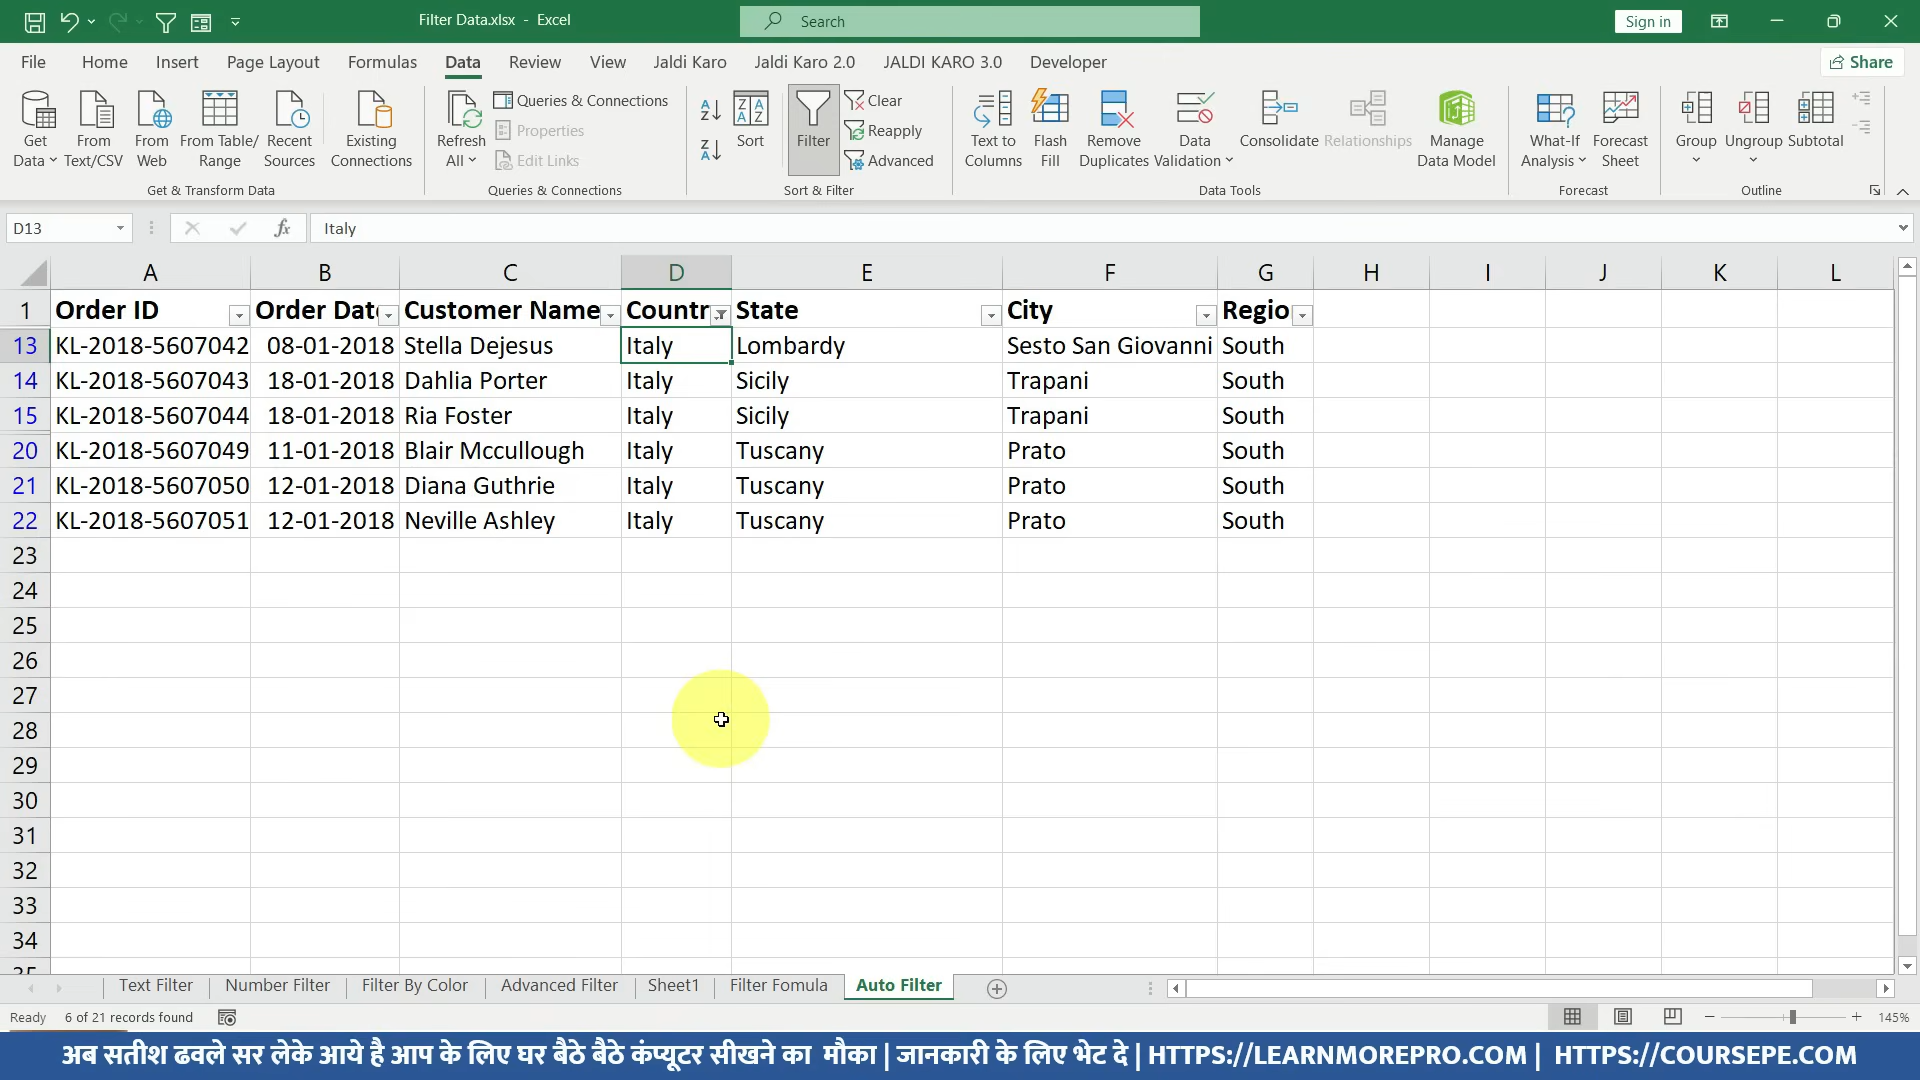 Filter Data.xlsx - Excel
Search
Sign in
File Home Insert Page Layout Formulas Data Review View Jaldi Karo Jaldi Karo 2.0 JALDI KARO 3.0 Developer Share
Get Data
From Text/CSV
From Web
From Table/ Range
Recent Sources
Existing Connections
Get & Transform Data
Refresh All
Queries & Connections
Properties
Edit Links
Queries & Connections
Sort
Filter
Clear
Reapply
Advanced
Sort & Filter
Text to Columns
Flash Fill
Remove Duplicates
Data Validation
Consolidate
Relationships
Manage Data Model
Data Tools
What-If Analysis
Forecast Sheet
Forecast
Group
Ungroup
Subtotal
Outline
D13 fx Italy
A B C D E F G H I J K L
1 Order ID Order Dat Customer Name Countr State City Regio
13 KL-2018-5607042 08-01-2018 Stella Dejesus Italy Lombardy Sesto San Giovanni South
14 KL-2018-5607043 18-01-2018 Dahlia Porter Italy Sicily Trapani South
15 KL-2018-5607044 18-01-2018 Ria Foster Italy Sicily Trapani South
20 KL-2018-5607049 11-01-2018 Blair Mccullough Italy Tuscany Prato South
21 KL-2018-5607050 12-01-2018 Diana Guthrie Italy Tuscany Prato South
22 KL-2018-5607051 12-01-2018 Neville Ashley Italy Tuscany Prato South
23
24
25
26
27
28
29
30
31
32
33
34
35
Text Filter Number Filter Filter By Color Advanced Filter Sheet1 Filter Fomula Auto Filter
Ready 6 of 21 records found 145%
अब सतीश ढवले सर लेके आये है आप के लिए घर बैठे बैठे कंप्यूटर सीखने का मौका | जानकारी के लिए भेट दे | HTTPS://LEARNMOREPRO.COM | HTTPS://COURSEPE.COM